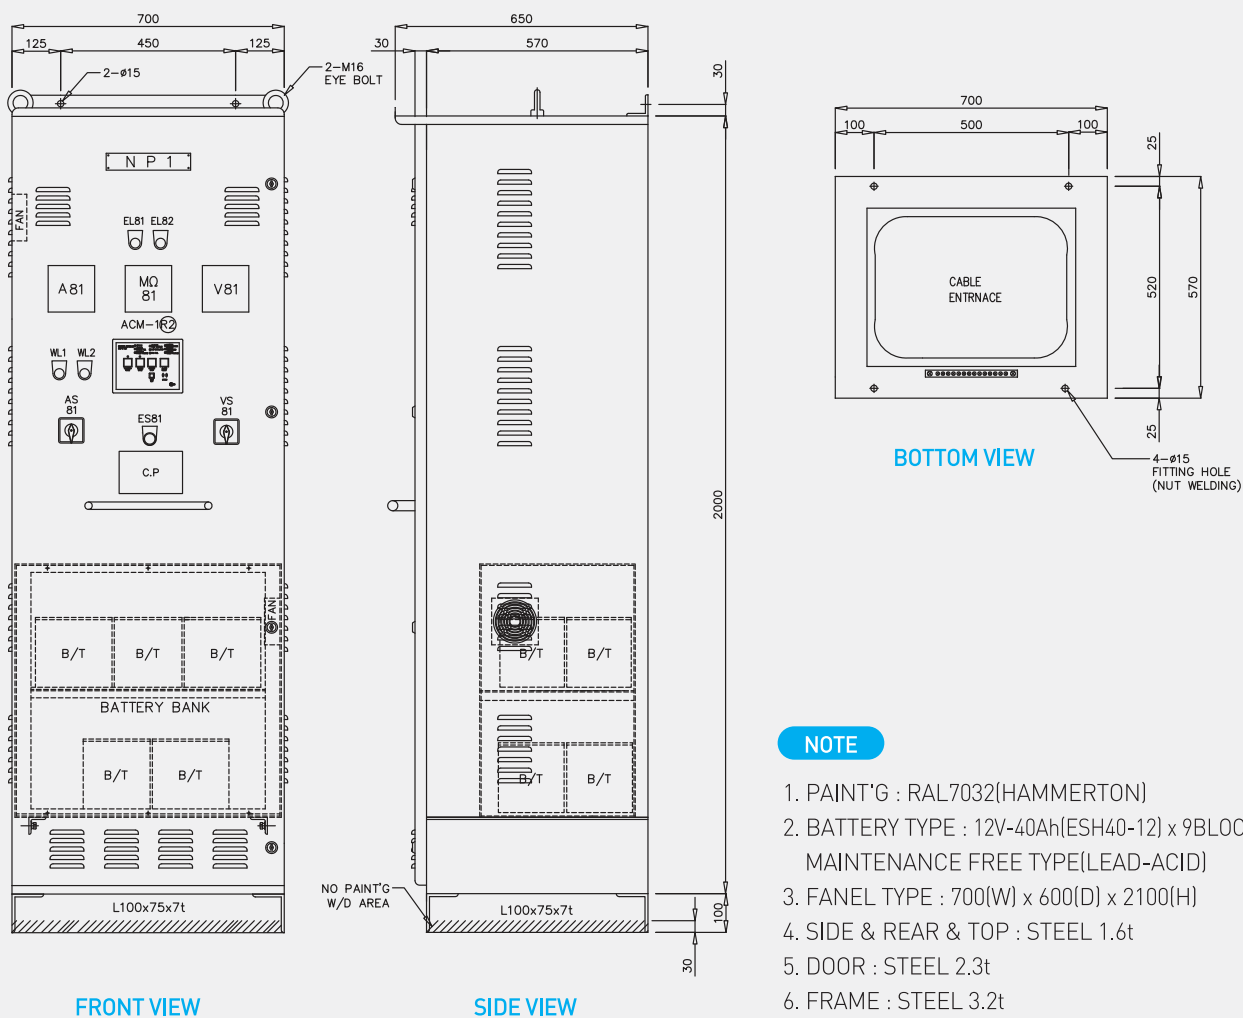 700
125 450 125
2-ø15
2-M16
EYE BOLT
N P 1
FAN
EL81 EL82
A81
MΩ
81
V81
ACM-1R2
WL1 WL2
AS
81
VS
81
ES81
C.P
FAN
B/T B/T B/T
BATTERY BANK
B/T B/T
L100x75x7t
FRONT VIEW
650
30 570
30
2000
B/T B/T
B/T B/T
NO PAINT'G
W/D AREA
L100x75x7t
100
30
SIDE VIEW
700
100 500 100
25
CABLE
ENTRNACE
520
570
25
4-ø15
FITTING HOLE
(NUT WELDING)
BOTTOM VIEW
NOTE
1. PAINT'G : RAL7032(HAMMERTON)
2. BATTERY TYPE : 12V-40Ah(ESH40-12) x 9BLOC
MAINTENANCE FREE TYPE(LEAD-ACID)
3. FANEL TYPE : 700(W) x 600(D) x 2100(H)
4. SIDE & REAR & TOP : STEEL 1.6t
5. DOOR : STEEL 2.3t
6. FRAME : STEEL 3.2t